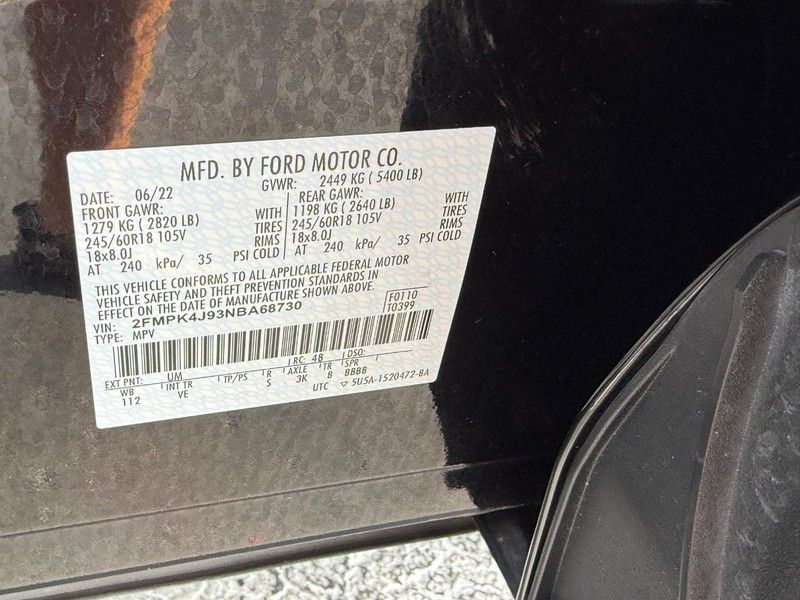 MFD. BY FORD MOTOR CO.
DATE: 06/22 GVWR: 2449 KG ( 5400 LB)
FRONT GAWR: REAR GAWR:
1279 KG ( 2820 LB) WITH 1198 KG ( 2640 LB) WITH
245/60R18 105V TIRES 245/60R18 105V TIRES
18x8.0J RIMS 18x8.0J RIMS
AT 240 kPa/ 35 PSI COLD AT 240 kPa/ 35 PSI COLD
THIS VEHICLE CONFORMS TO ALL APPLICABLE FEDERAL MOTOR
VEHICLE SAFETY AND THEFT PREVENTION STANDARDS IN
EFFECT ON THE DATE OF MANUFACTURE SHOWN ABOVE.
VIN: 2FMPK4J93NBA68730 F0110
TYPE: MPV T0399
EXT PNT: UM RC: 48 DSO:
WB INT TR TP/PS R AXLE TR SPR
112 VE S 3K 8 BBBB
UTC ▽ 5U5A-1520472-BA